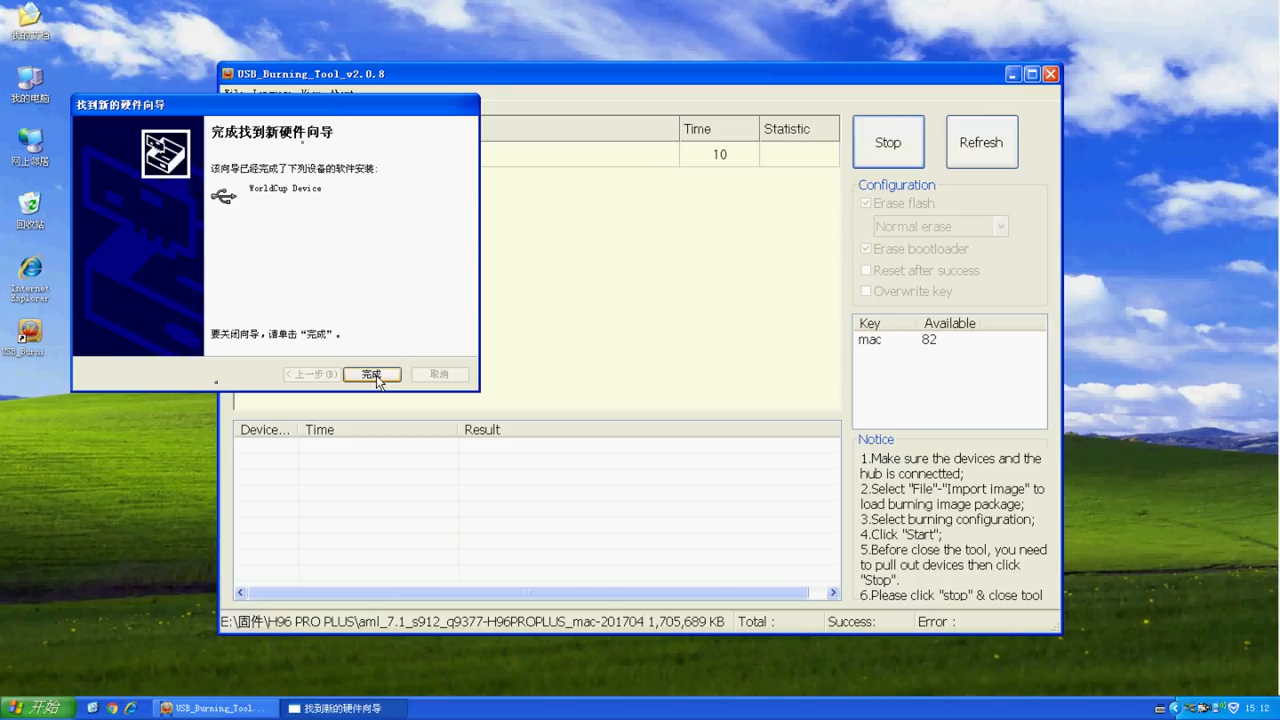 我的文档
我的电脑
网上邻居
回收站
Internet
Explorer
USB_Burni
USB_Burning_Tool_v2.0.8
找到新的硬件向导
完成找到新硬件向导
该向导已经完成了下列设备的软件安装:
WorldCup Device
要关闭向导,请单击“完成”。
< 上一步(B)
完成
取消
Time
Statistic
10
Stop
Refresh
Configuration
Erase flash
Normal erase
Erase bootloader
Reset after success
Overwrite key
Key
Available
mac
82
Device...
Time
Result
Notice
1.Make sure the devices and the
hub is connectted;
2.Select "File"-"Import image" to
load burning image package;
3.Select burning configuration;
4.Click "Start";
5.Before close the tool, you need
to pull out devices then click
"Stop".
6.Please click "stop" & close tool
E:\固件\H96 PRO PLUS\aml_7.1_s912_q9377-H96PROPLUS_mac-201704 1,705,689 KB
Total :
Success:
Error :
开始
USB_Burning_Tool...
找到新的硬件向导
15:12